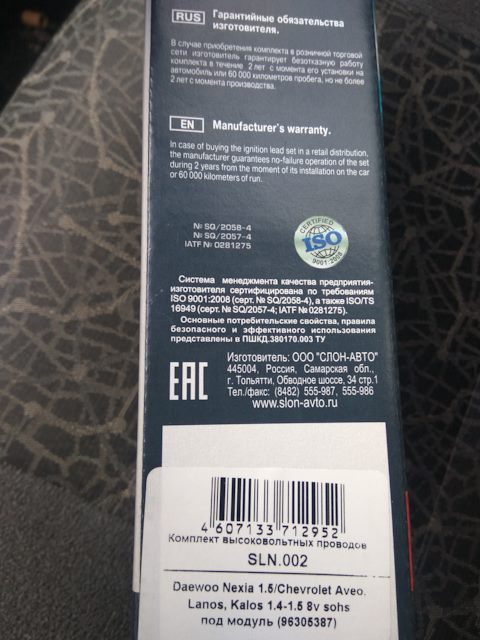 RUS Гарантийные обязательства
изготовителя.
В случае приобретения комплекта в розничной торговой
сети изготовитель гарантирует безотказную работу
комплекта в течение 2 лет с момента его установки на
автомобиль или 60 000 километров пробега, но не более
2 лет с момента производства.
EN Manufacturer's warranty.
In case of buying the ignition lead set in a retail distribution,
the manufacturer guarantees no-failure operation of the set
during 2 years from the moment of its installation on the car
or 60 000 kilometers of run.
№ SQ/2058-4
№ SQ/2057-4
IATF № 0281275
CERTIFIED
ISO
9001:2008
Система менеджмента качества предприятия-
изготовителя сертифицирована по требованиям
ISO 9001:2008 (серт. № SQ/2058-4), а также ISO/TS
16949 (серт. № SQ/2057-4; IATF № 0281275).
Основные потребительские свойства, правила
безопасного и эффективного использования
представлены в ПШКД.380170.003 ТУ
EAC
Изготовитель: ООО "СЛОН-АВТО"
445004, Россия, Самарская обл.,
г. Тольятти, Обводное шоссе, 34 стр.1
Тел./факс: (8482) 555-987, 555-986
www.slon-avto.ru
4 607133 712952
Комплект высоковольтных проводов
SLN.002
Daewoo Nexia 1.5/Chevrolet Aveo.
Lanos, Kalos 1.4-1.5 8v sohs
под модуль (96305387)